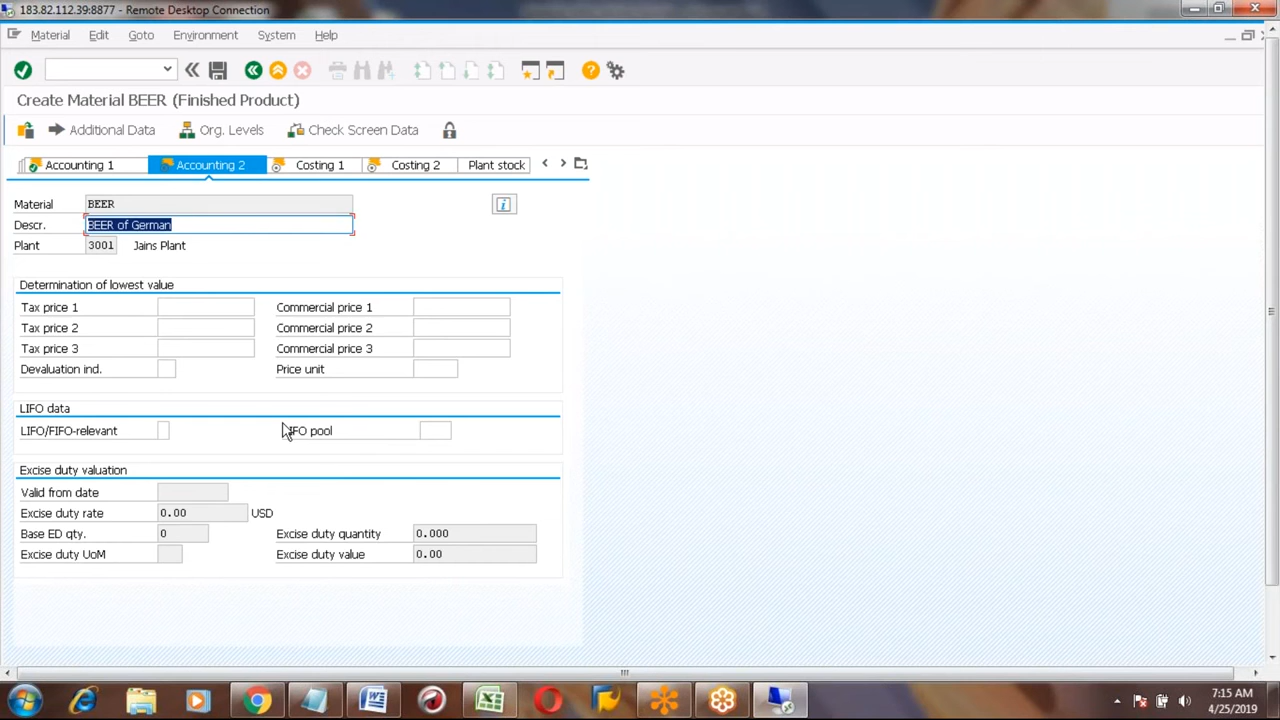 183.82.112.39:8877 - Remote Desktop Connection
Material Edit Goto Environment System Help
Create Material BEER (Finished Product)
Additional Data Org. Levels Check Screen Data
Accounting 1 Accounting 2 Costing 1 Costing 2 Plant stock
Material BEER
Descr. BEER of German
Plant 3001 Jains Plant
Determination of lowest value
Tax price 1 Commercial price 1
Tax price 2 Commercial price 2
Tax price 3 Commercial price 3
Devaluation ind. Price unit
LIFO data
LIFO/FIFO-relevant LIFO pool
Excise duty valuation
Valid from date
Excise duty rate 0.00 USD
Base ED qty. 0 Excise duty quantity 0.000
Excise duty UoM Excise duty value 0.00
7:15 AM
4/25/2019